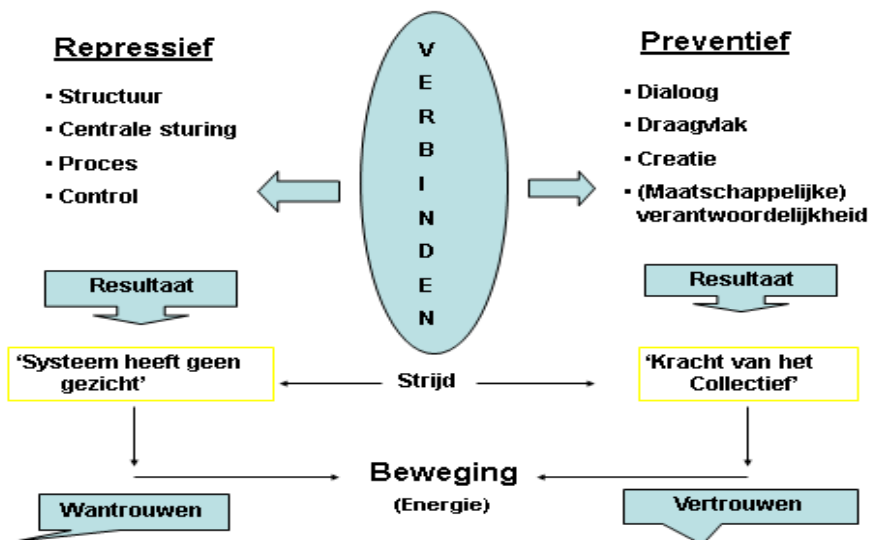 Repressief
▪ Structuur
▪ Centrale sturing
▪ Proces
▪ Control
VERBINDEN
Preventief
▪ Dialoog
▪ Draagvlak
▪ Creatie
▪ (Maatschappelijke)
verantwoordelijkheid
Resultaat
Resultaat
‘Systeem heeft geen
gezicht’
Strijd
‘Kracht van het
Collectief’
Beweging
(Energie)
Wantrouwen
Vertrouwen